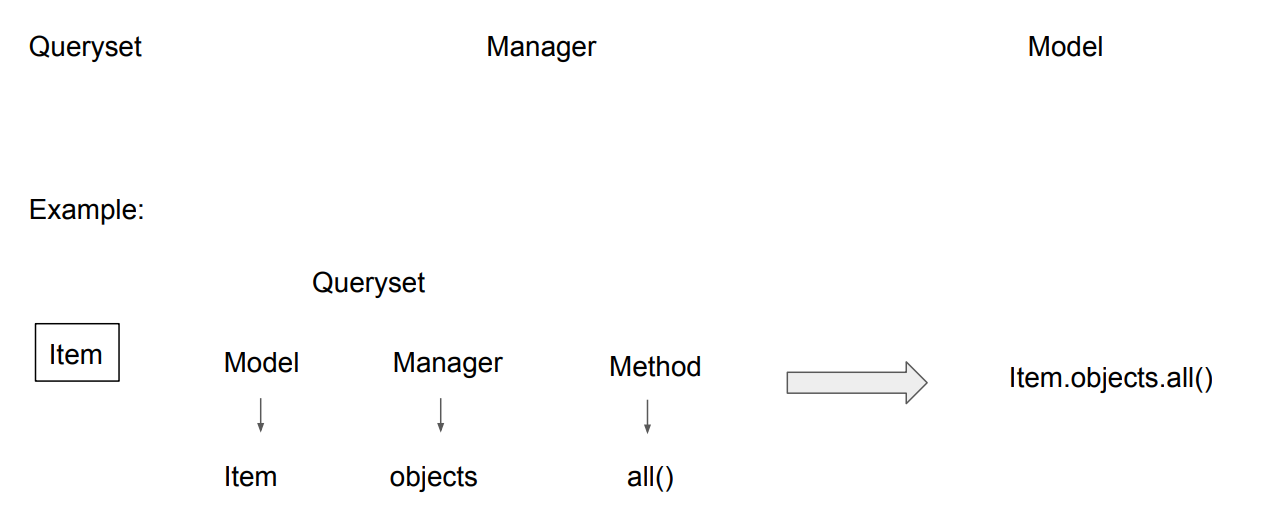 Queryset Manager Model
Example:
Queryset
Item
Model Manager Method
Item.objects.all()
Item objects all()